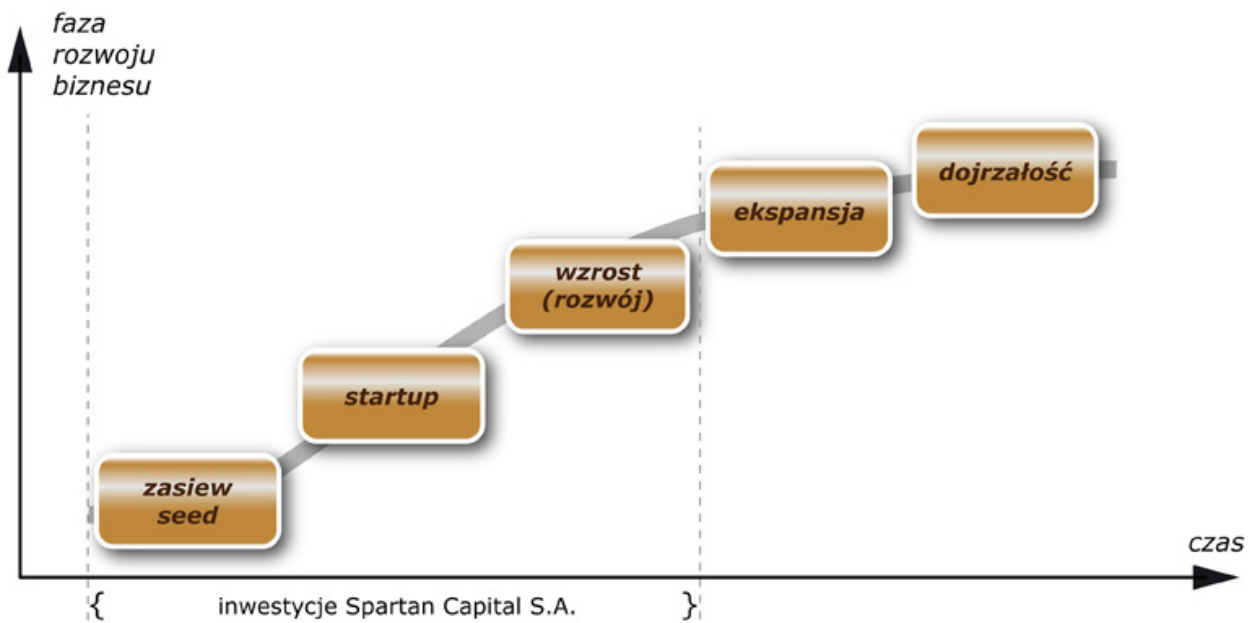 faza
rozwoju
biznesu
dojrzałość
ekspansja
wzrost
(rozwój)
startup
zasiew
seed
czas
{ inwestycje Spartan Capital S.A. }